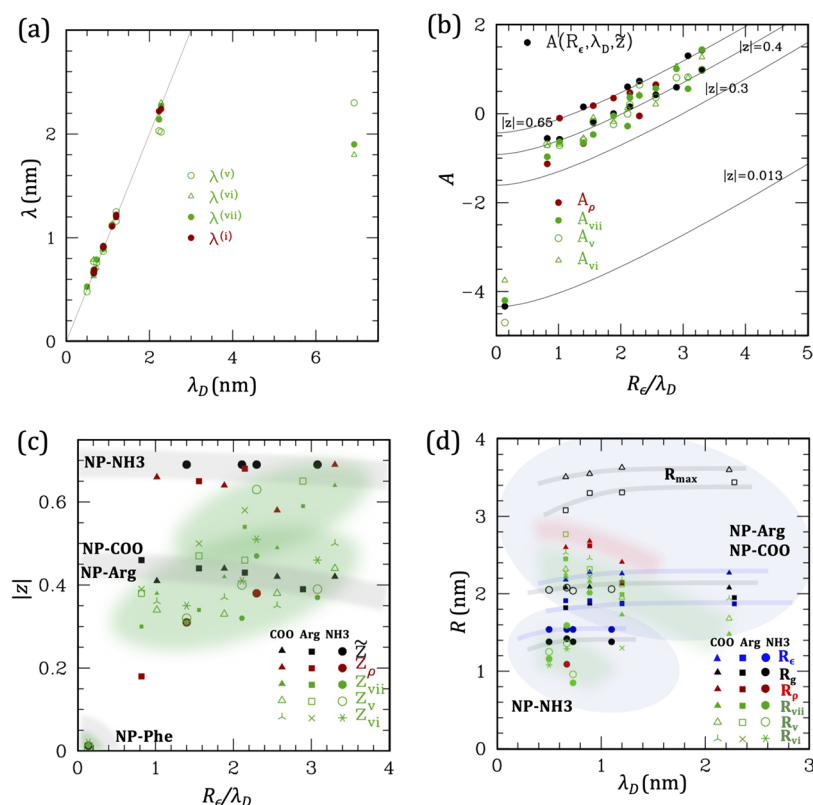 (a)
λ(nm)
3
2
1
0
λ^(v)
λ^(vi)
λ^(vii)
λ^(i)
0 2 4 6
λ_D(nm)
(b)
A
2
0
−2
−4
A(R_ϵ,λ_D,z̃)
|z|=0.4
|z|=0.3
|z|=0.65
|z|=0.013
A_ρ
A_vii
A_v
A_vi
0 1 2 3 4 5
R_ϵ/λ_D
(c)
|z|
0.8
0.6
0.4
0.2
0
NP-NH3
NP-COO
NP-Arg
NP-Phe
COO Arg NH3
z̃
Z_ρ
Z_vii
Z_v
Z_vi
0 1 2 3 4
R_ϵ/λ_D
(d)
R (nm)
4
3
2
1
0
R_max
NP-Arg
NP-COO
NP-NH3
COO Arg NH3
R_ϵ
R_g
R_ρ
R_vii
R_v
R_vi
0 1 2 3
λ_D(nm)